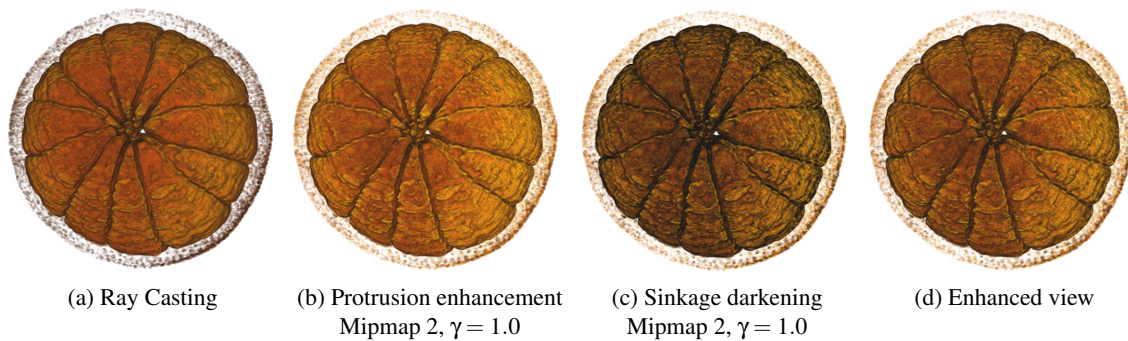 (a) Ray Casting
(b) Protrusion enhancement
Mipmap 2, γ = 1.0
(c) Sinkage darkening
Mipmap 2, γ = 1.0
(d) Enhanced view